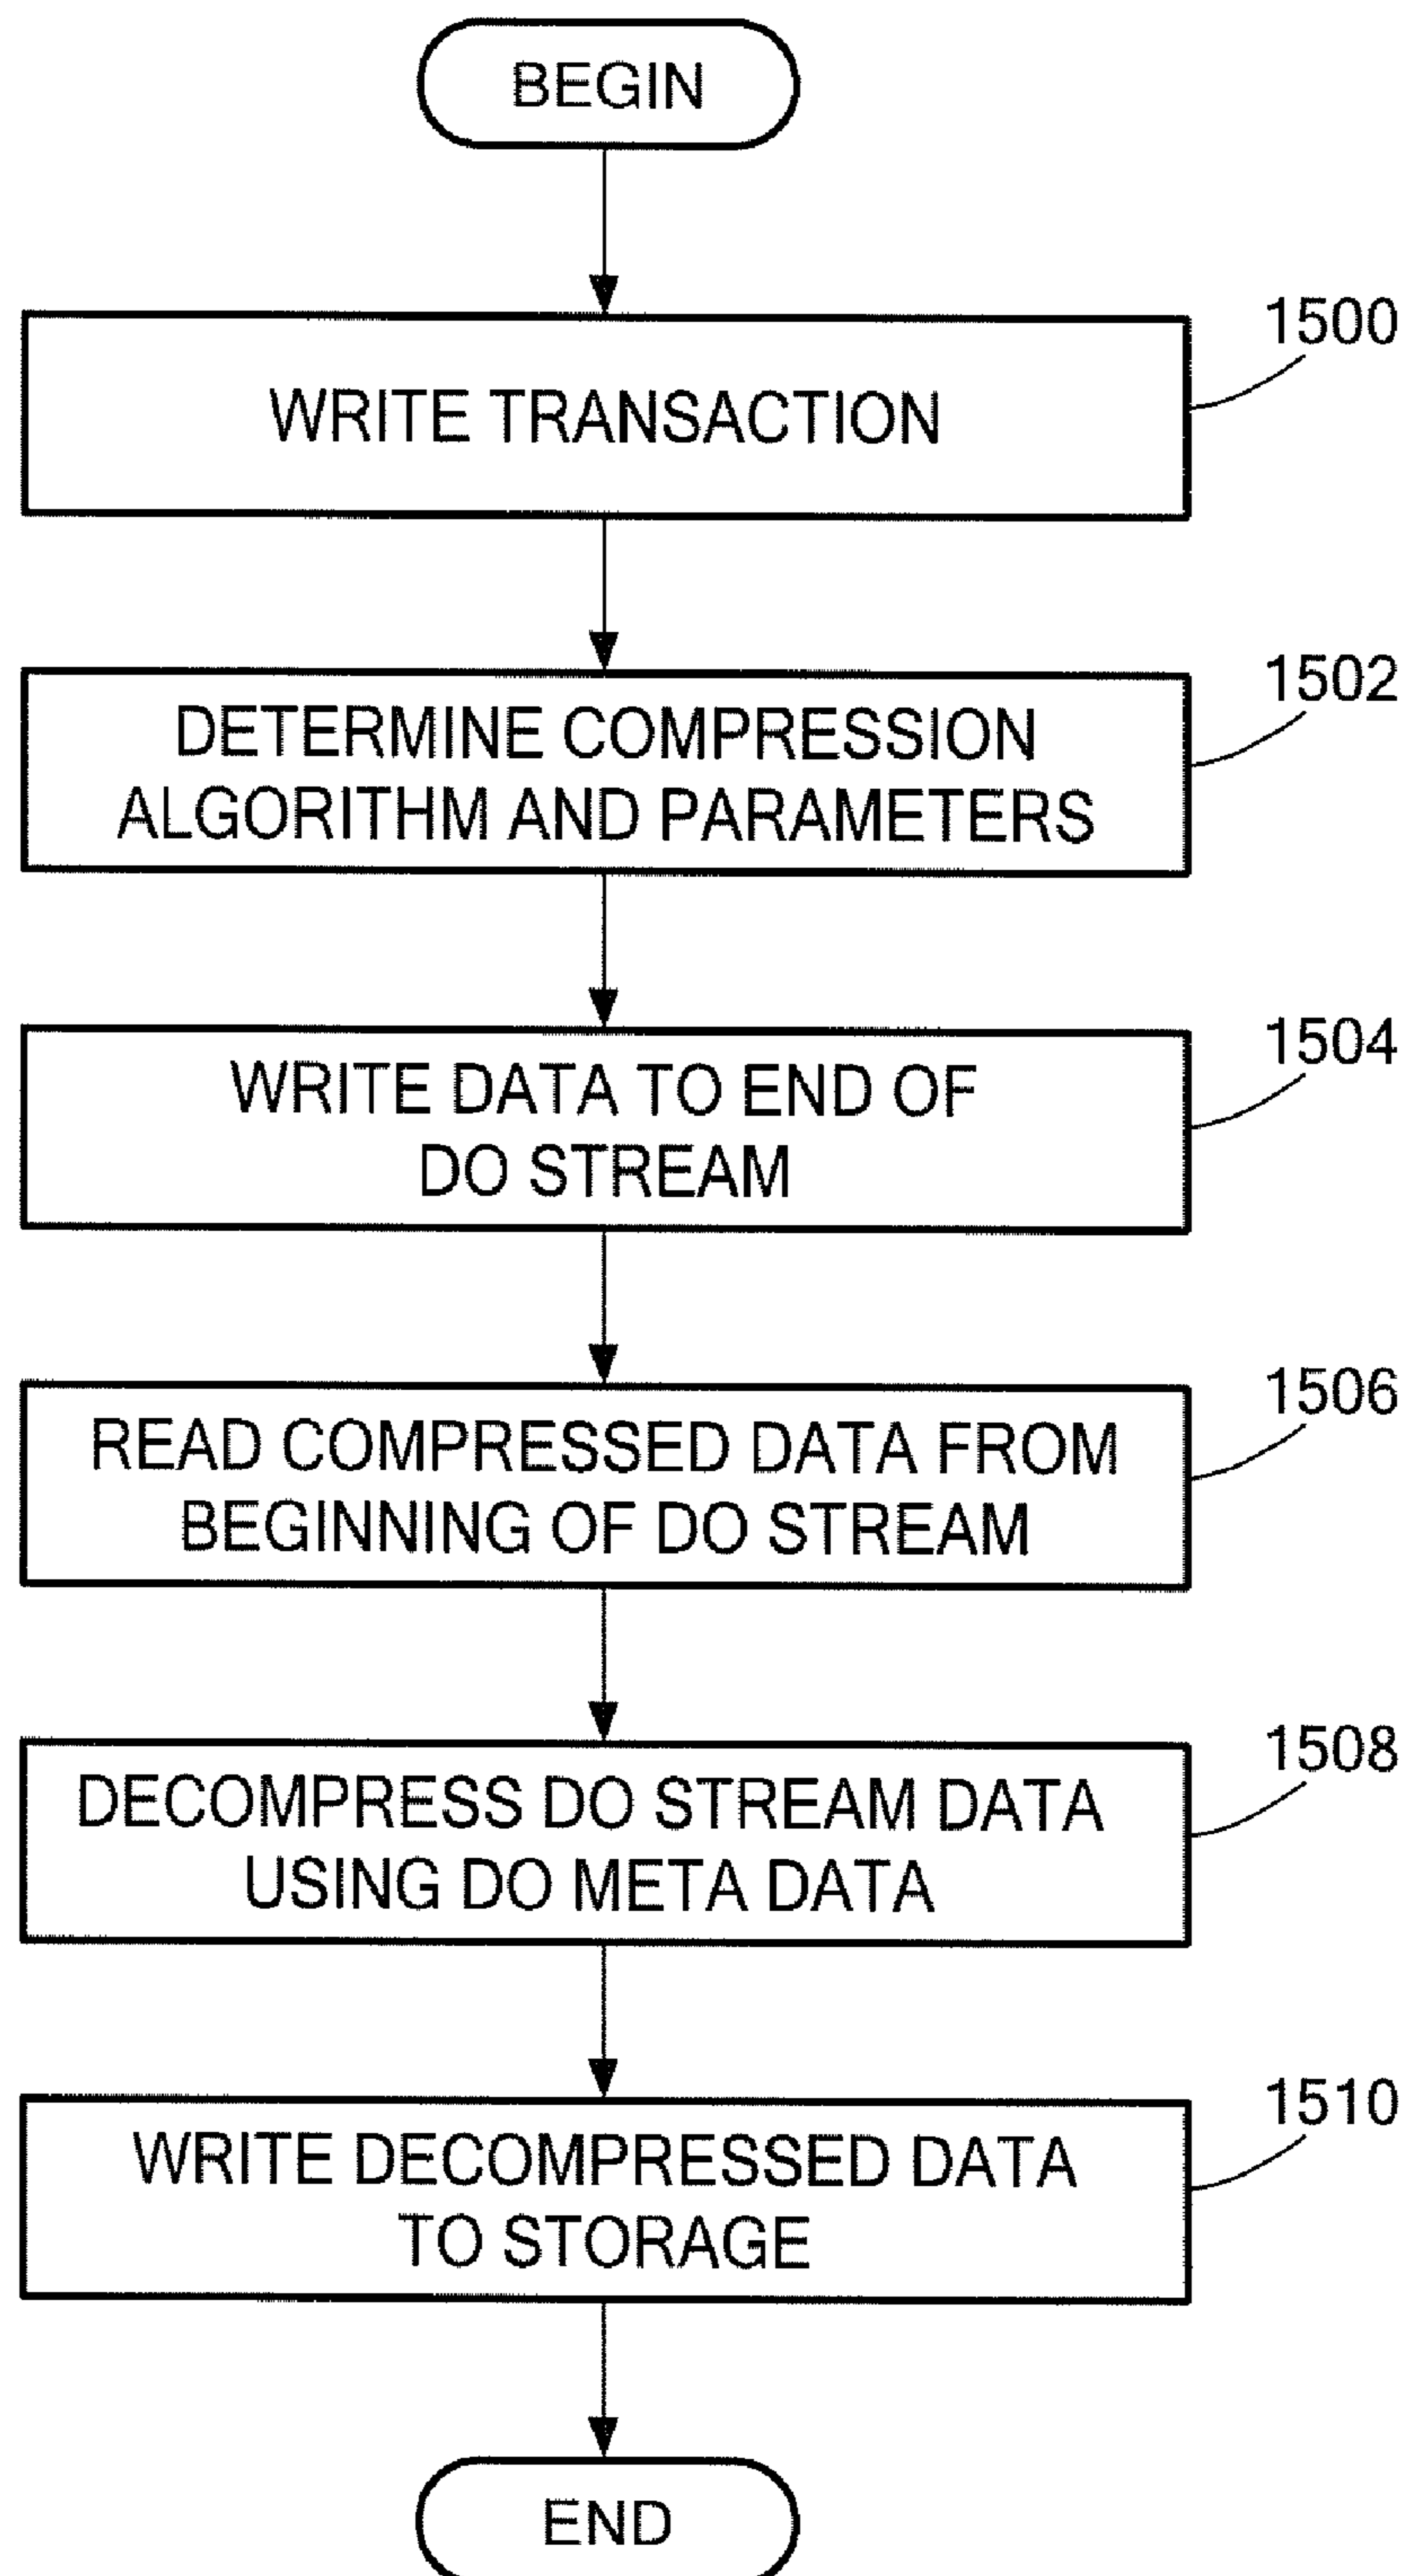 BEGIN
1500
WRITE TRANSACTION
1502
DETERMINE COMPRESSION
ALGORITHM AND PARAMETERS
1504
WRITE DATA TO END OF
DO STREAM
1506
READ COMPRESSED DATA FROM
BEGINNING OF DO STREAM
1508
DECOMPRESS DO STREAM DATA
USING DO META DATA
1510
WRITE DECOMPRESSED DATA
TO STORAGE
END